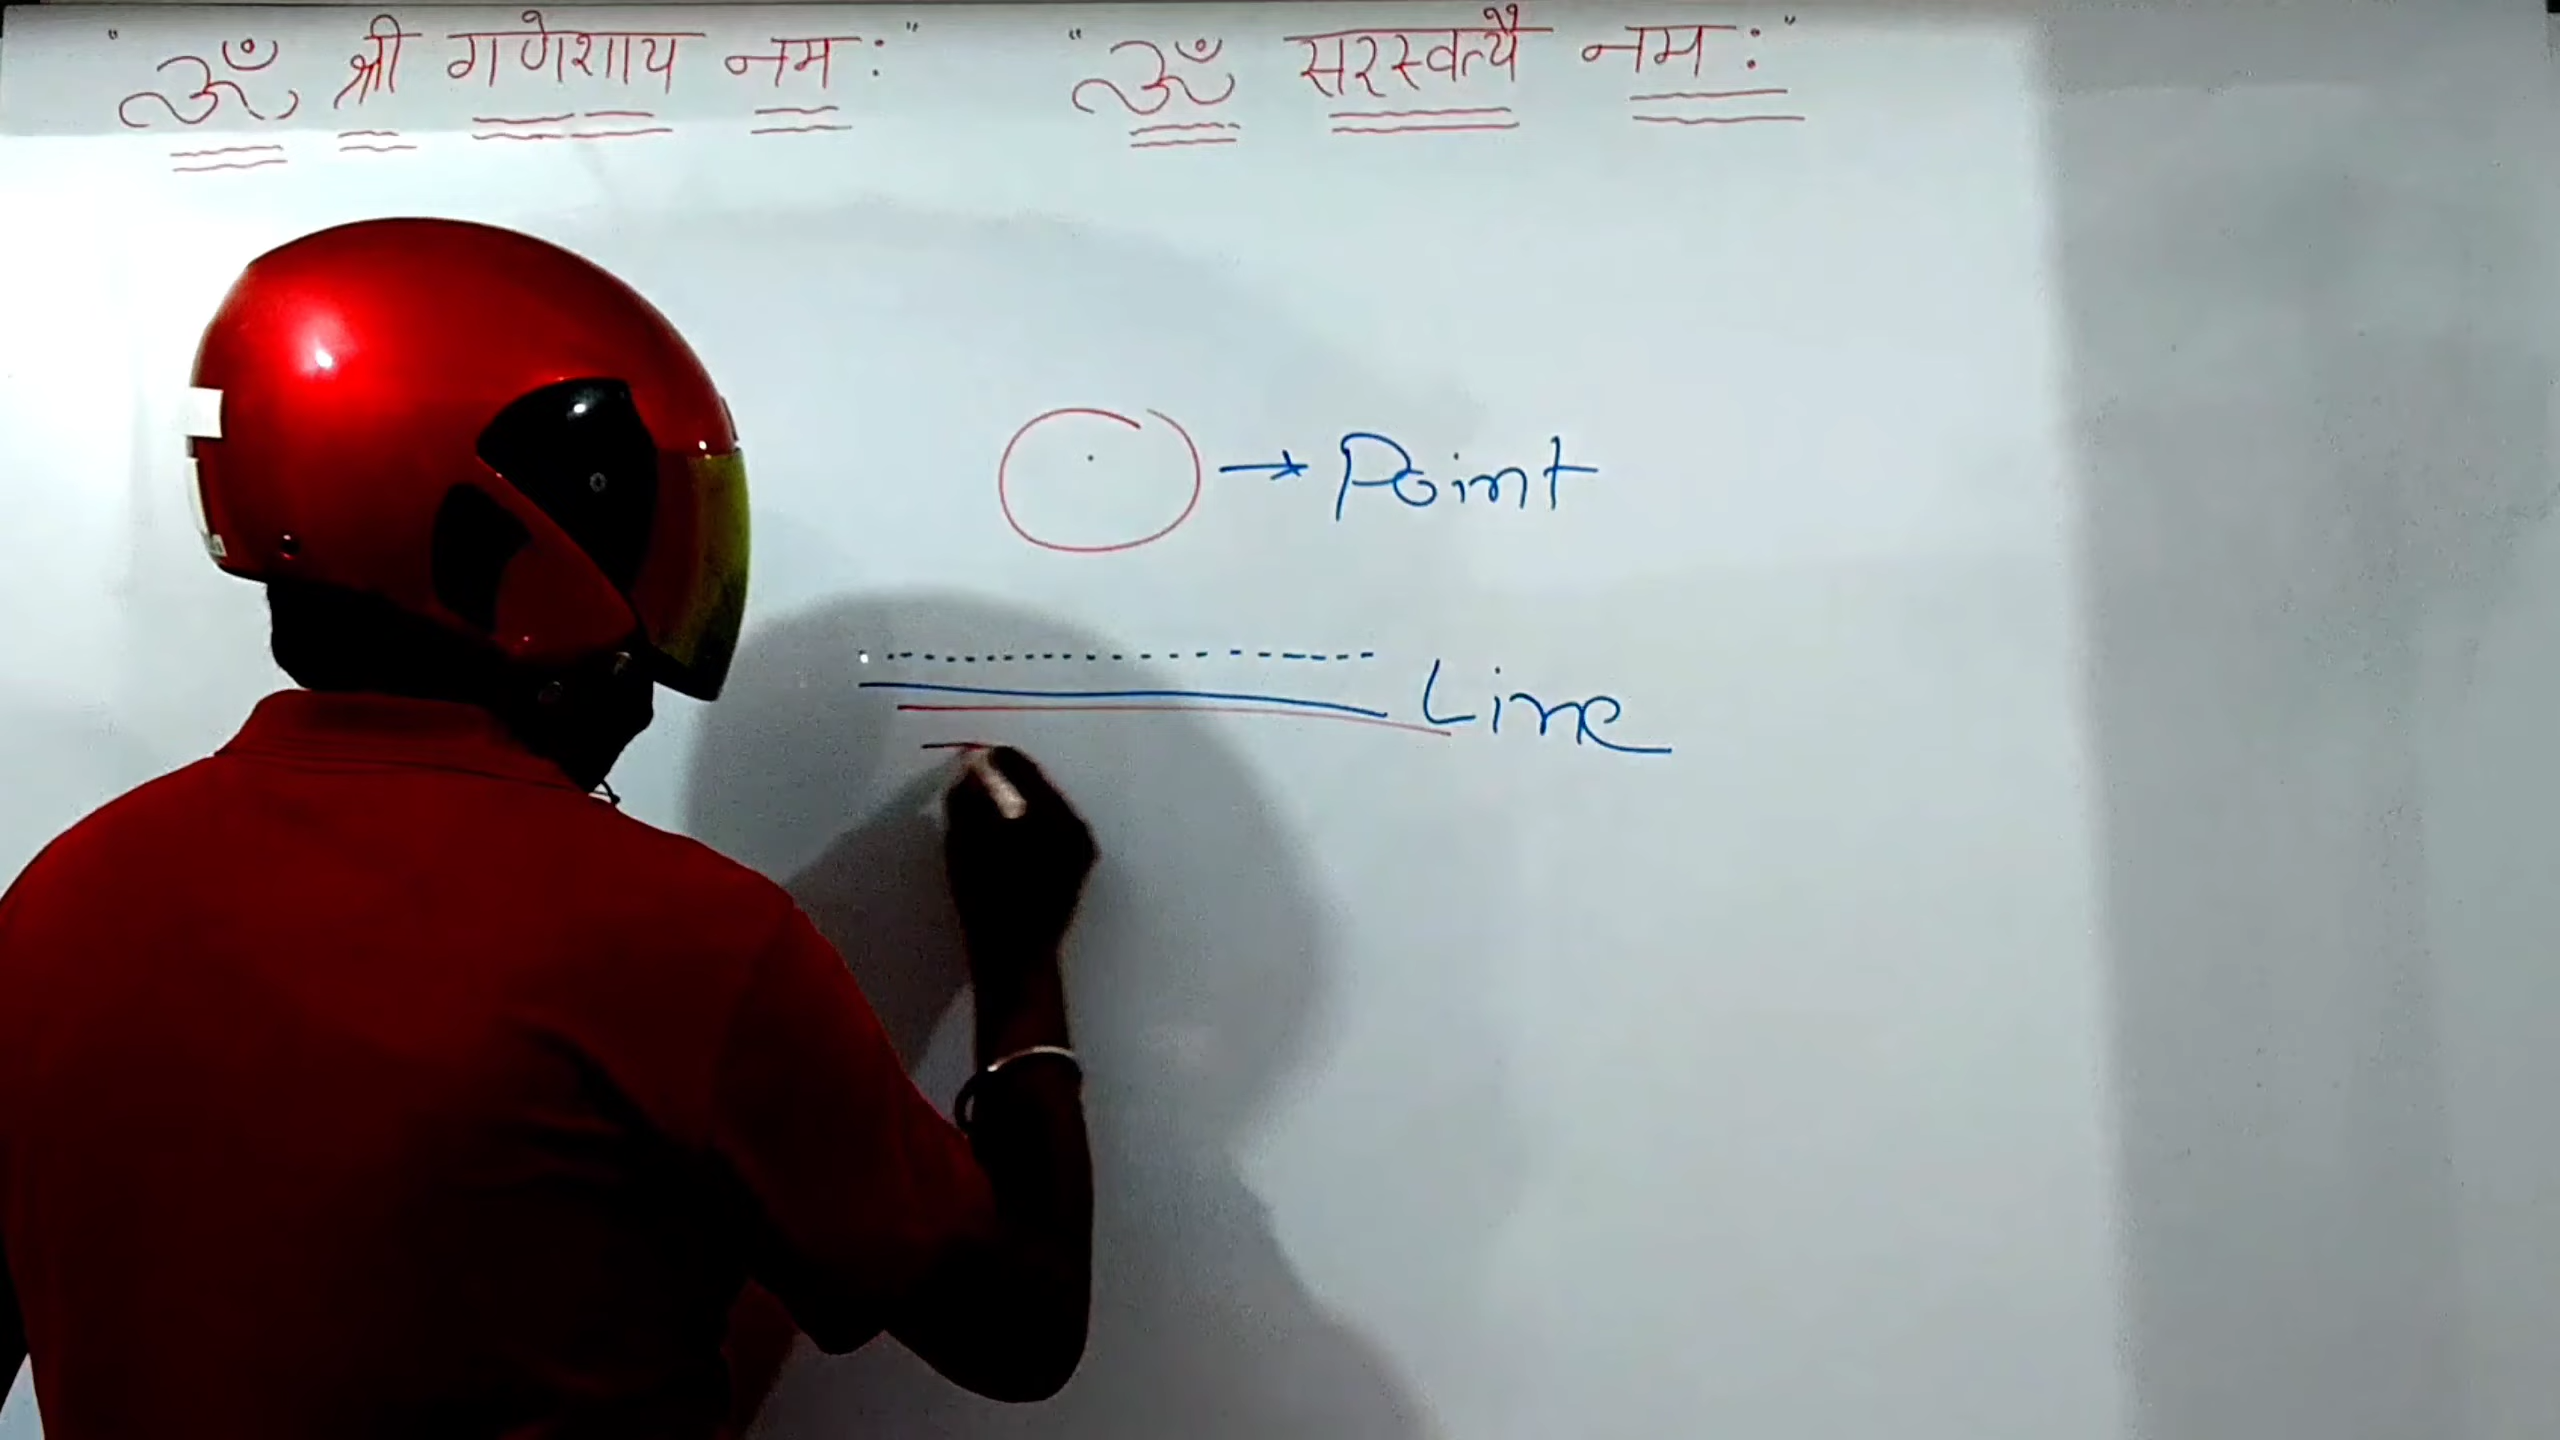 "ॐ श्री गणेशाय नम:" "ॐ सरस्वत्यै नम:"
→ Point
Line